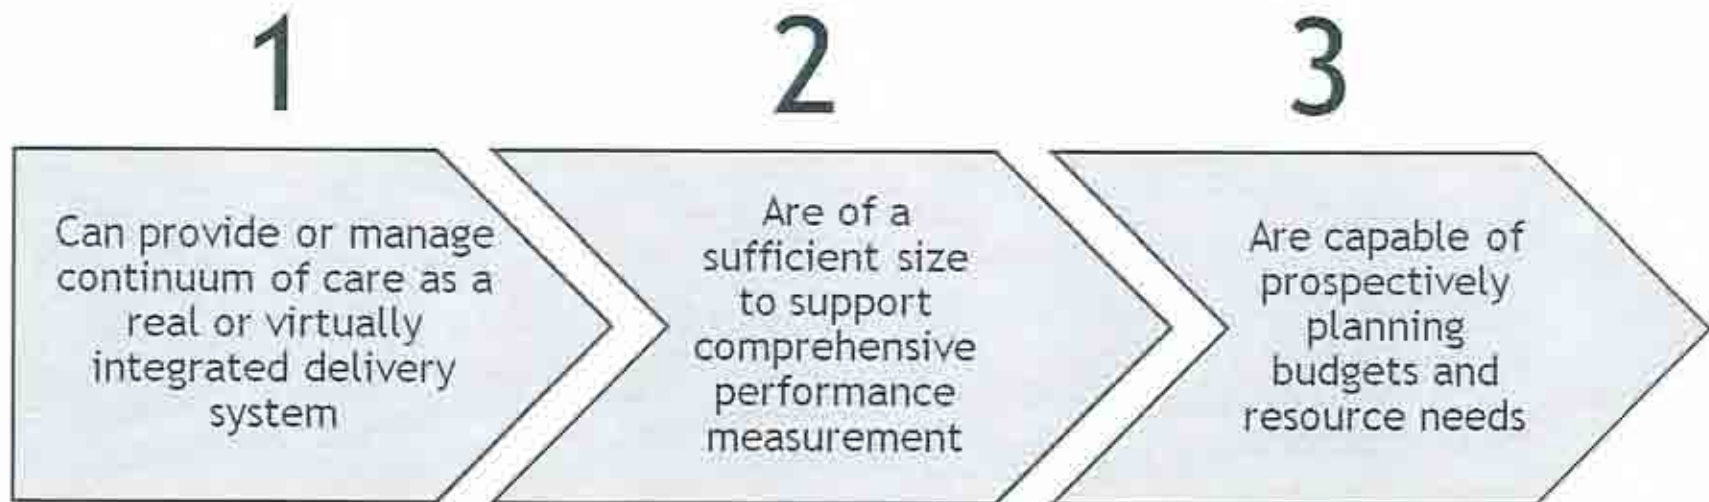 1
Can provide or manage
continuum of care as a
real or virtually
integrated delivery
system
2
Are of a
sufficient size
to support
comprehensive
performance
measurement
3
Are capable of
prospectively
planning
budgets and
resource needs